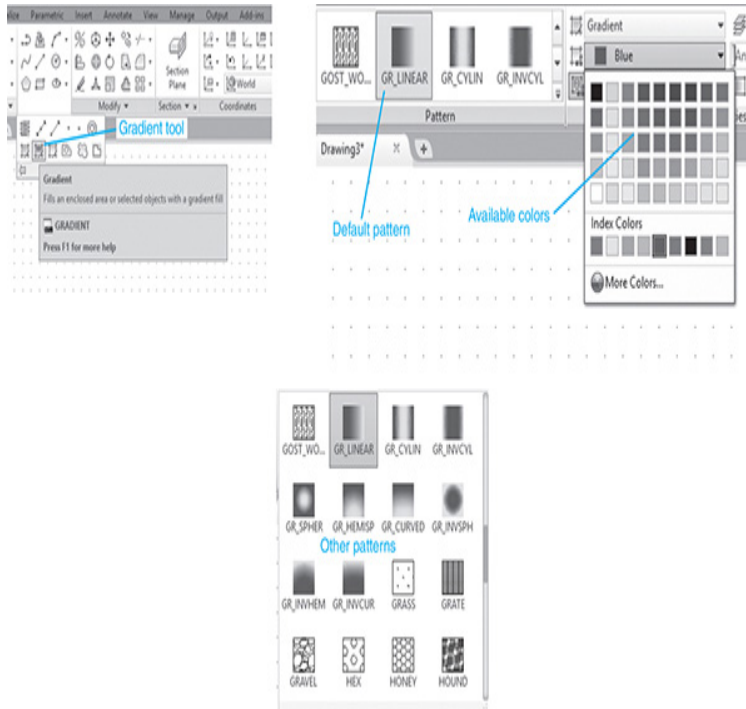 Parametric Insert Annotate View Manage Output Add-ins
Section
Plane
World
Modify Section Coordinates
Gradient tool
Gradient
Fills an enclosed area or selected objects with a gradient fill
GRADIENT
Press F1 for more help
GOST_WO... GR_LINEAR GR_CYLIN GR_INVCYL
Pattern
Gradient
Blue
Drawing3*
Default pattern
Available colors
Index Colors
More Colors...
GOST_WO... GR_LINEAR GR_CYLIN GR_INVCYL
GR_SPHER GR_HEMISP GR_CURVED GR_INVSPH
Other patterns
GR_INVHEM GR_INVCUR GRASS GRATE
GRAVEL HEX HONEY HOUND